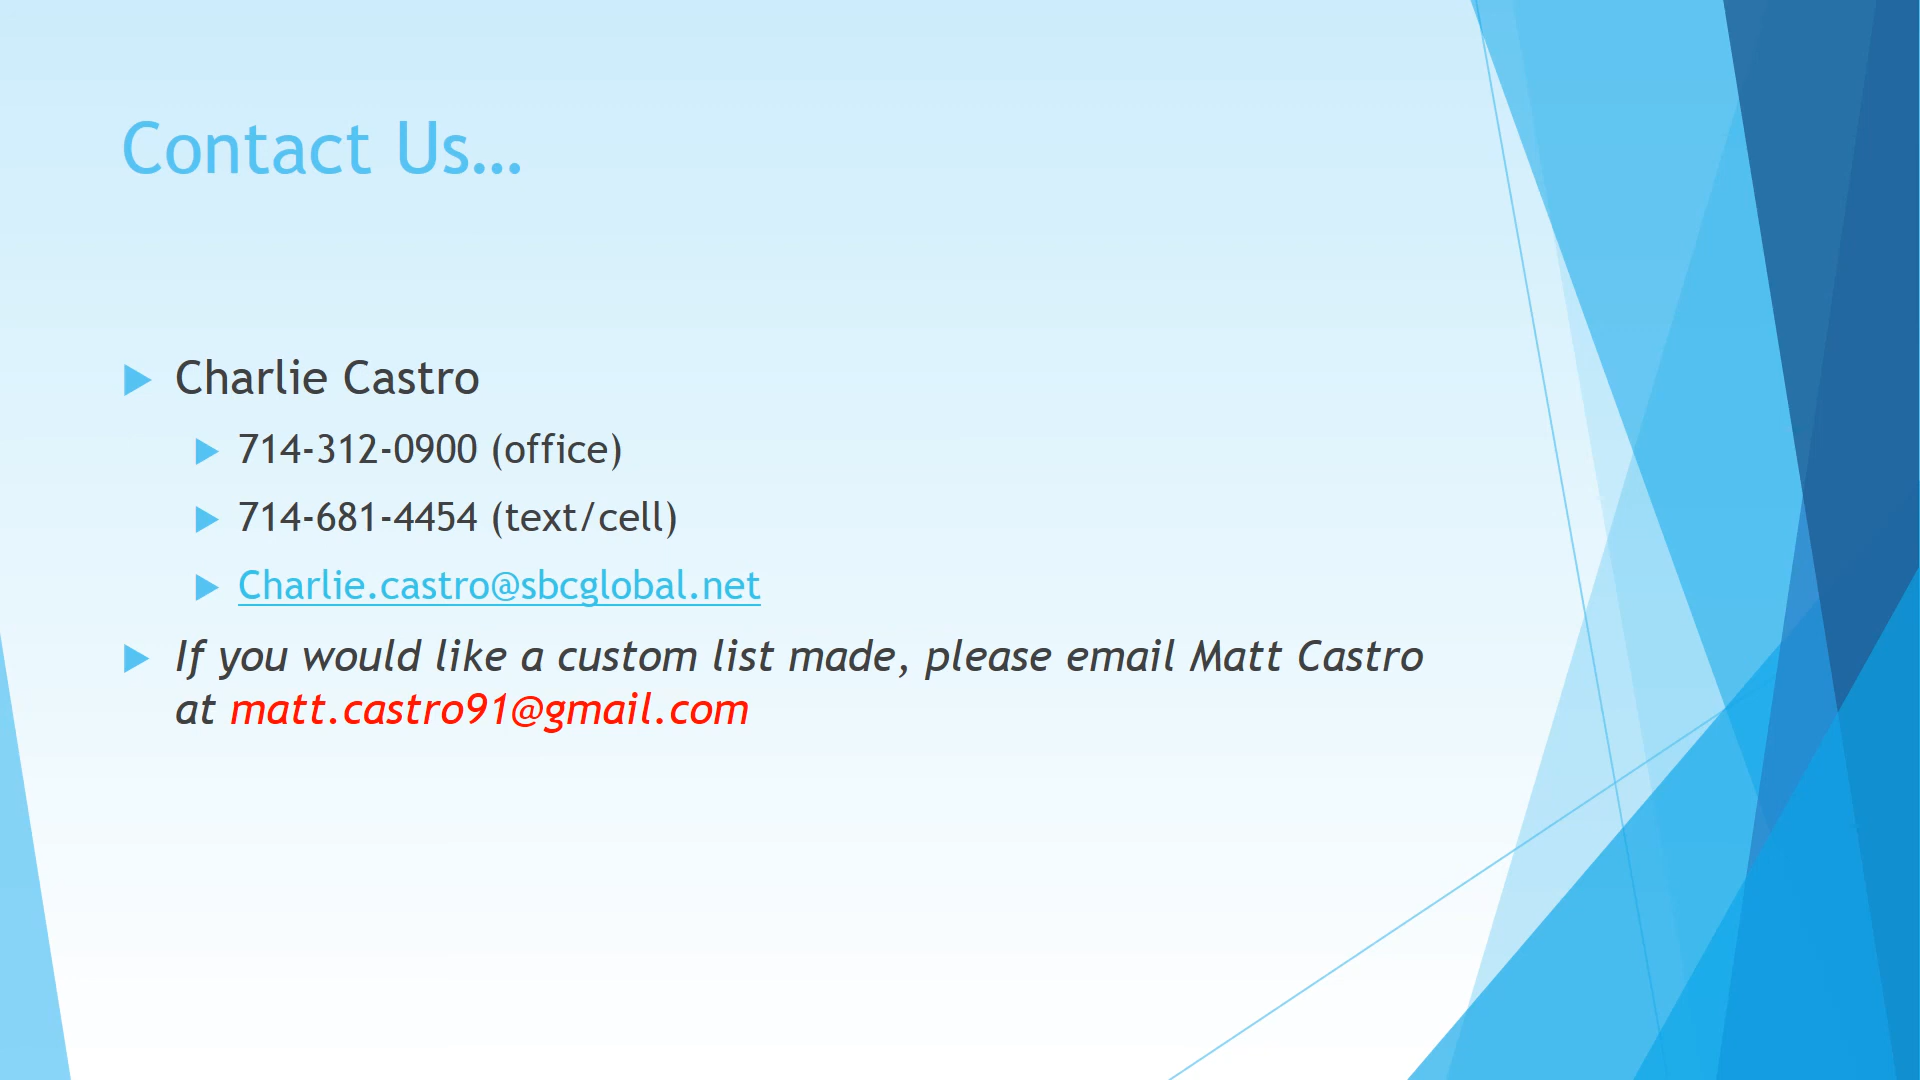 Contact Us…
Charlie Castro
714-312-0900 (office)
714-681-4454 (text/cell)
Charlie.castro@sbcglobal.net
If you would like a custom list made, please email Matt Castro
at matt.castro91@gmail.com